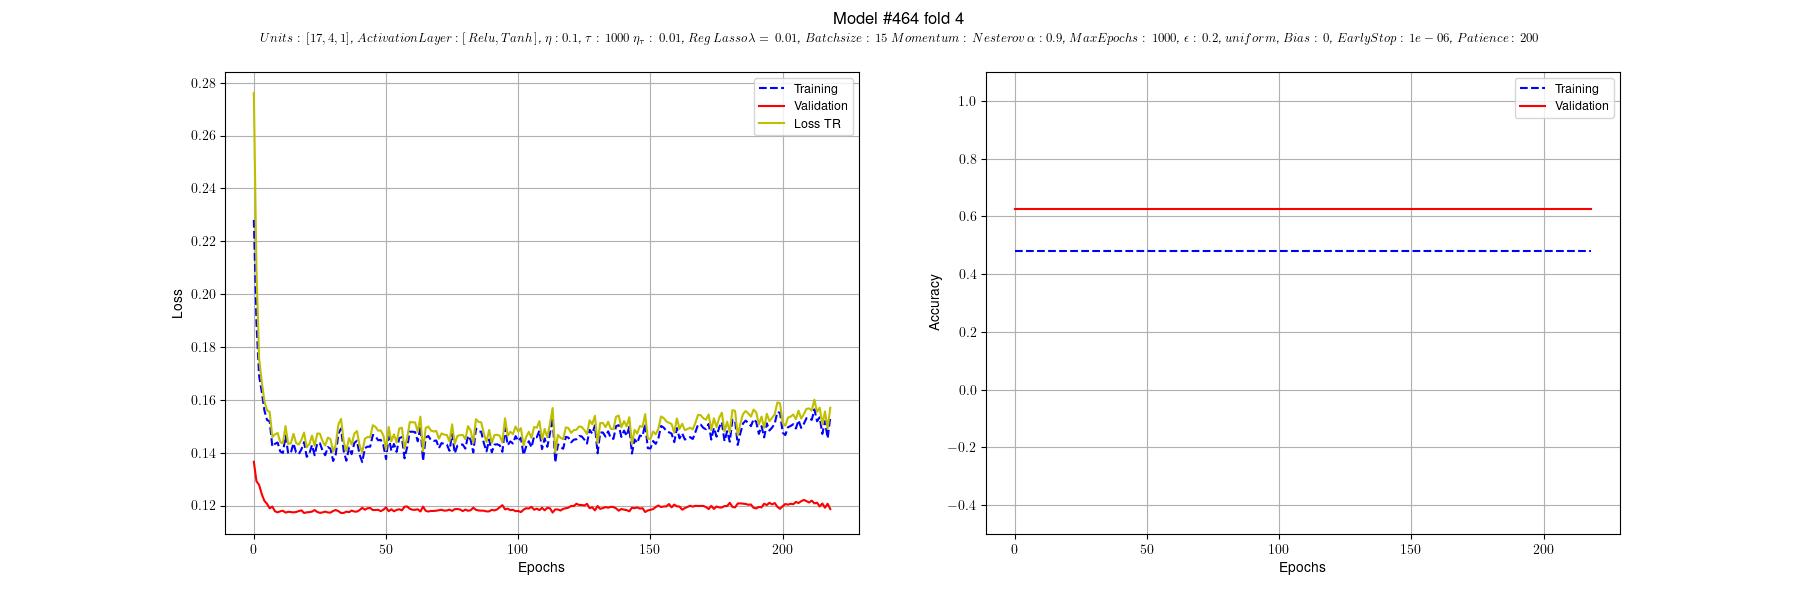 Model #464 fold 4
Units : [17, 4, 1], ActivationLayer : [ Relu, Tanh ], η : 0.1, τ : 1000 ητ : 0.01, Reg Lassoλ = 0.01, Batchsize : 15 Momentum : Nesterov α : 0.9, MaxEpochs : 1000, ϵ : 0.2, uniform, Bias : 0, EarlyStop : 1e − 06, Patience : 200
0.28
0.26
0.24
0.22
0.20
0.18
0.16
0.14
0.12
Loss
0
50
100
150
200
Epochs
Training
Validation
Loss TR
1.0
0.8
0.6
0.4
0.2
0.0
−0.2
−0.4
Accuracy
0
50
100
150
200
Epochs
Training
Validation